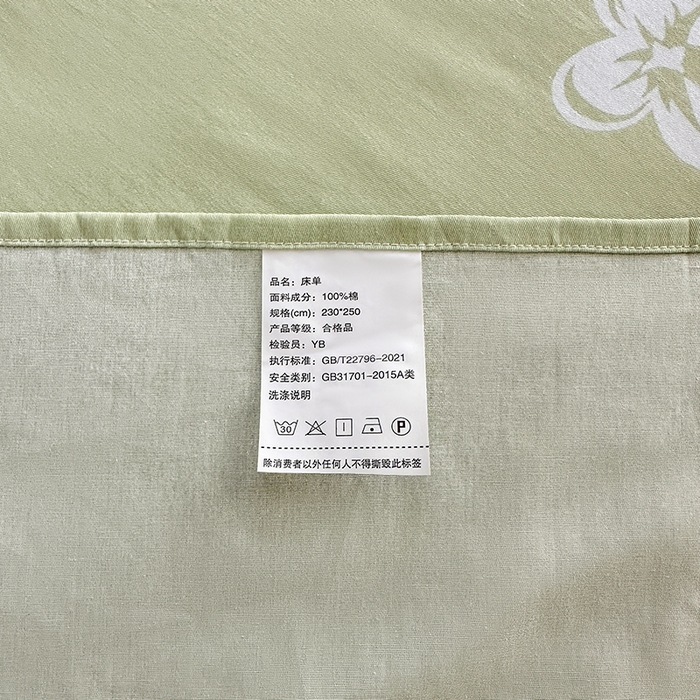 品名：床单
面料成分：100%棉
规格(cm)：230*250
产品等级：合格品
检验员：YB
执行标准：GB/T22796-2021
安全类别：GB31701-2015A类
洗涤说明
30 P
除消费者以外任何人不得撕毁此标签